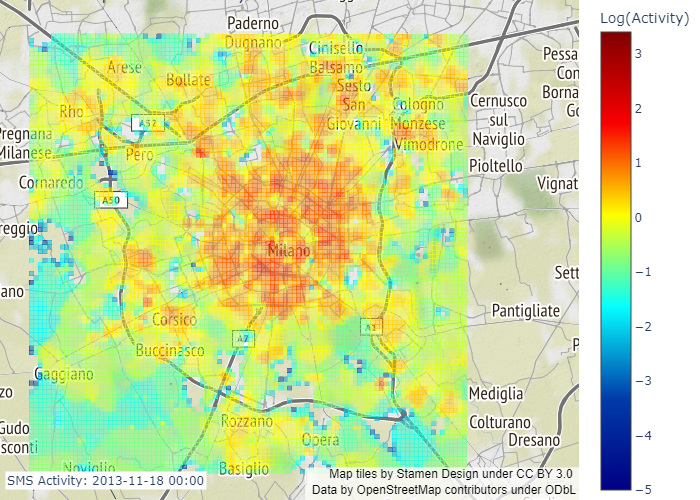 Log(Activity)
Paderno
Dugnano
Cinisello
Balsamo
Arese
Bollate
Sesto
San
Giovanni
Rho
A52
Cologno
Monzese
Vimodrone
Cernusco
sul
Naviglio
Pioltello
Pessa
Con
Borna
Go
Pregnana
Milanese
Pero
Cornaredo
A50
Vignat
reggio
Milano
Sett
ano
Corsico
Buccinasco
A7
A1
Pantigliate
P
Gaggiano
zo
Mediglia
Rozzano
Opera
Colturano
Dresano
Gudo
sconti
Noviglio
Basiglio
3
2
1
0
−1
−2
−3
−4
−5
SMS Activity: 2013-11-18 00:00
Map tiles by Stamen Design under CC BY 3.0
Data by OpenStreetMap contributors under ODbL